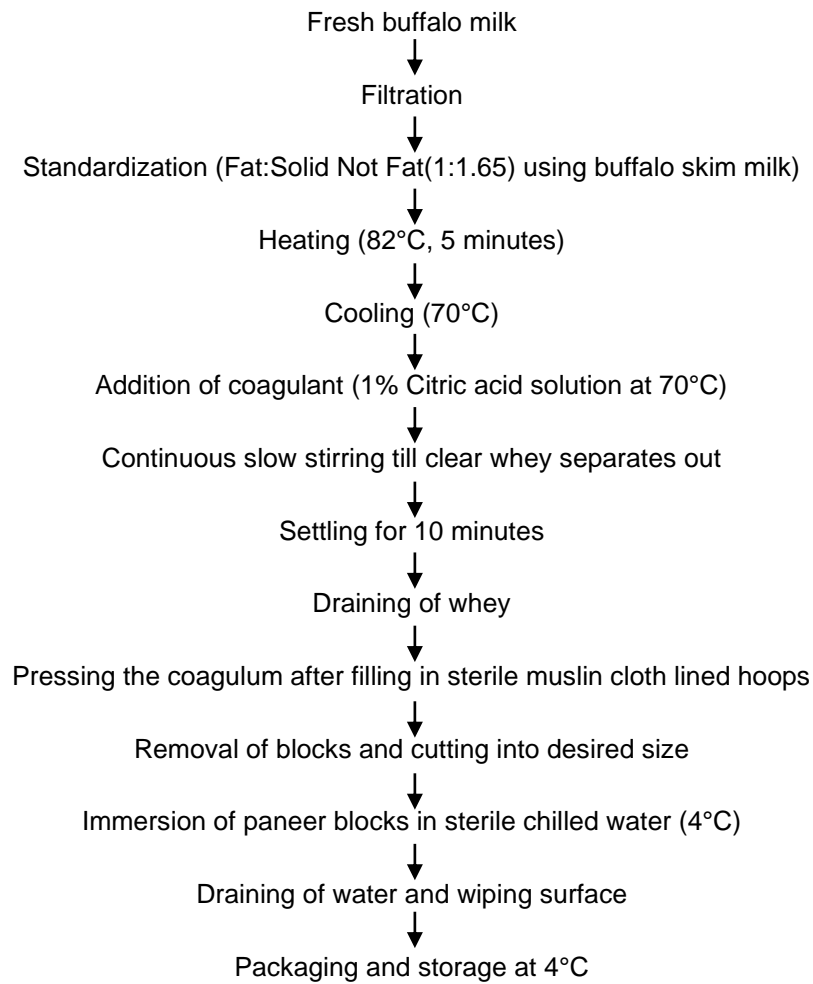 Fresh buffalo milk
Filtration
Standardization (Fat:Solid Not Fat(1:1.65) using buffalo skim milk)
Heating (82°C, 5 minutes)
Cooling (70°C)
Addition of coagulant (1% Citric acid solution at 70°C)
Continuous slow stirring till clear whey separates out
Settling for 10 minutes
Draining of whey
Pressing the coagulum after filling in sterile muslin cloth lined hoops
Removal of blocks and cutting into desired size
Immersion of paneer blocks in sterile chilled water (4°C)
Draining of water and wiping surface
Packaging and storage at 4°C